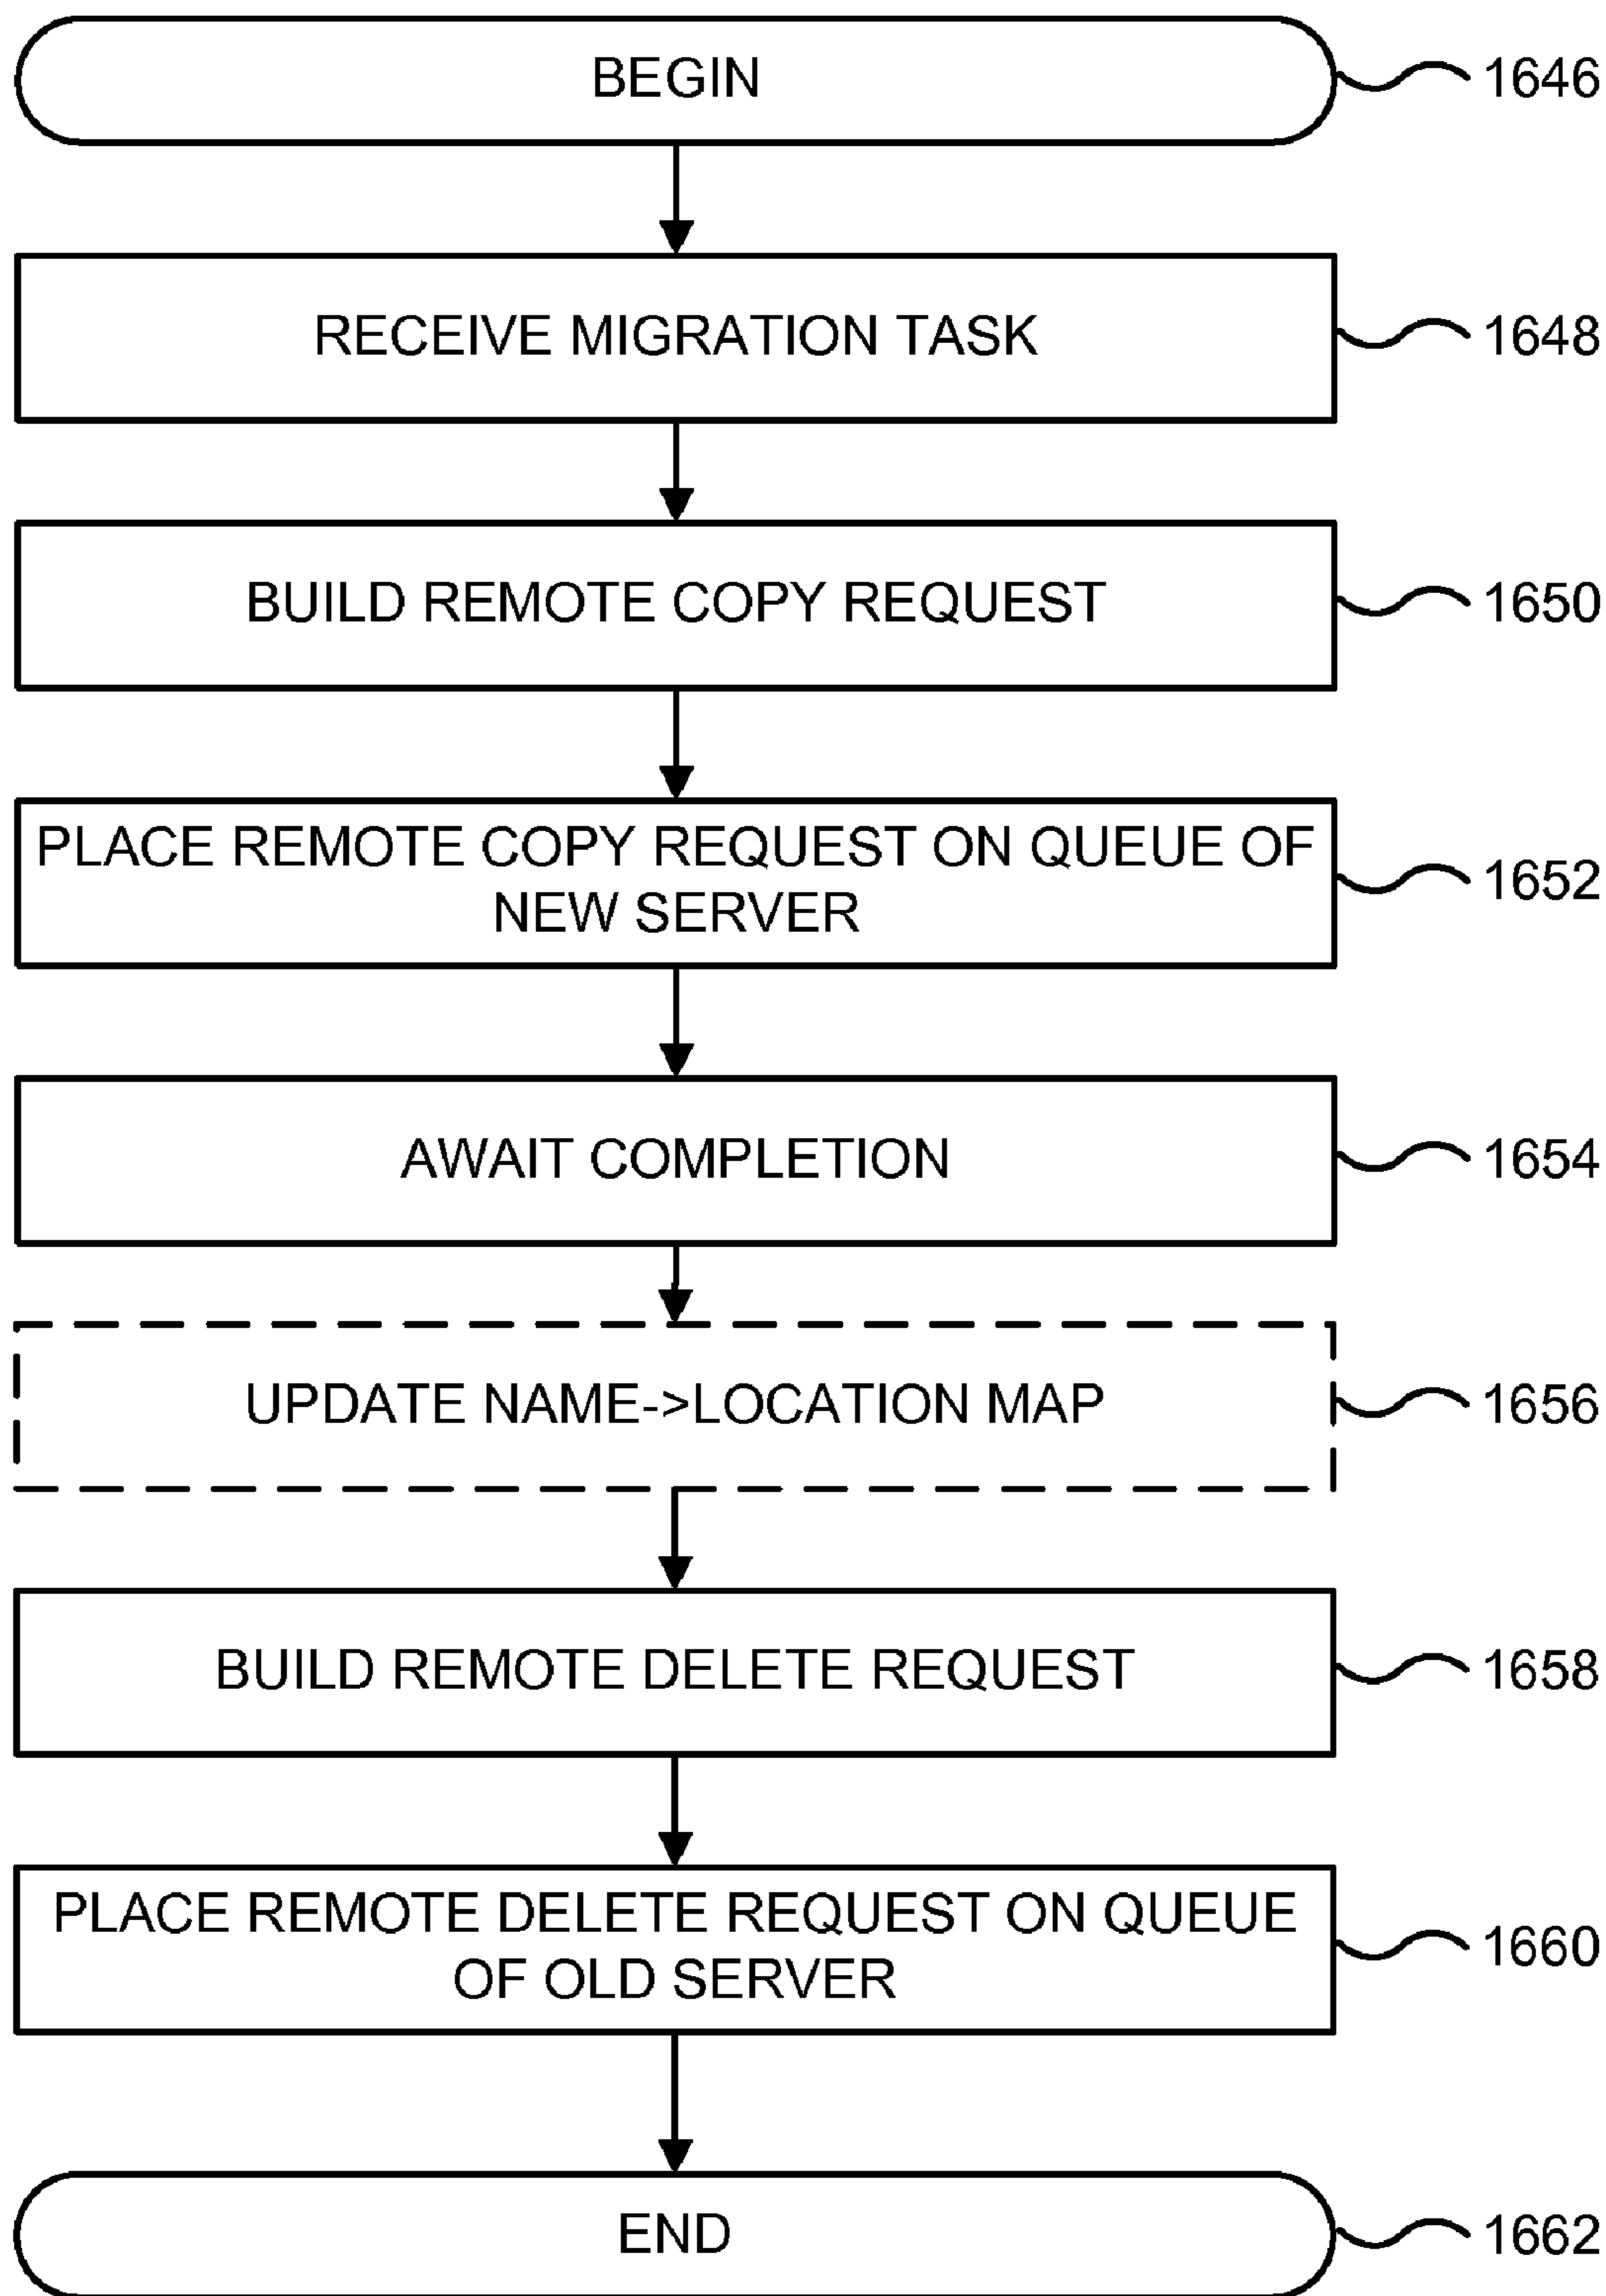 BEGIN
1646
RECEIVE MIGRATION TASK
1648
BUILD REMOTE COPY REQUEST
1650
PLACE REMOTE COPY REQUEST ON QUEUE OF
NEW SERVER
1652
AWAIT COMPLETION
1654
UPDATE NAME->LOCATION MAP
1656
BUILD REMOTE DELETE REQUEST
1658
PLACE REMOTE DELETE REQUEST ON QUEUE
OF OLD SERVER
1660
END
1662